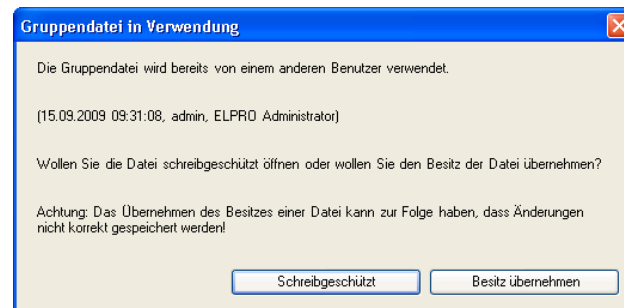 Gruppendatei in Verwendung
Die Gruppendatei wird bereits von einem anderen Benutzer verwendet.
(15.09.2009 09:31:08, admin, ELPRO Administrator)
Wollen Sie die Datei schreibgeschützt öffnen oder wollen Sie den Besitz der Datei übernehmen?
Achtung: Das Übernehmen des Besitzes einer Datei kann zur Folge haben, dass Änderungen
nicht korrekt gespeichert werden!
Schreibgeschützt
Besitz übernehmen